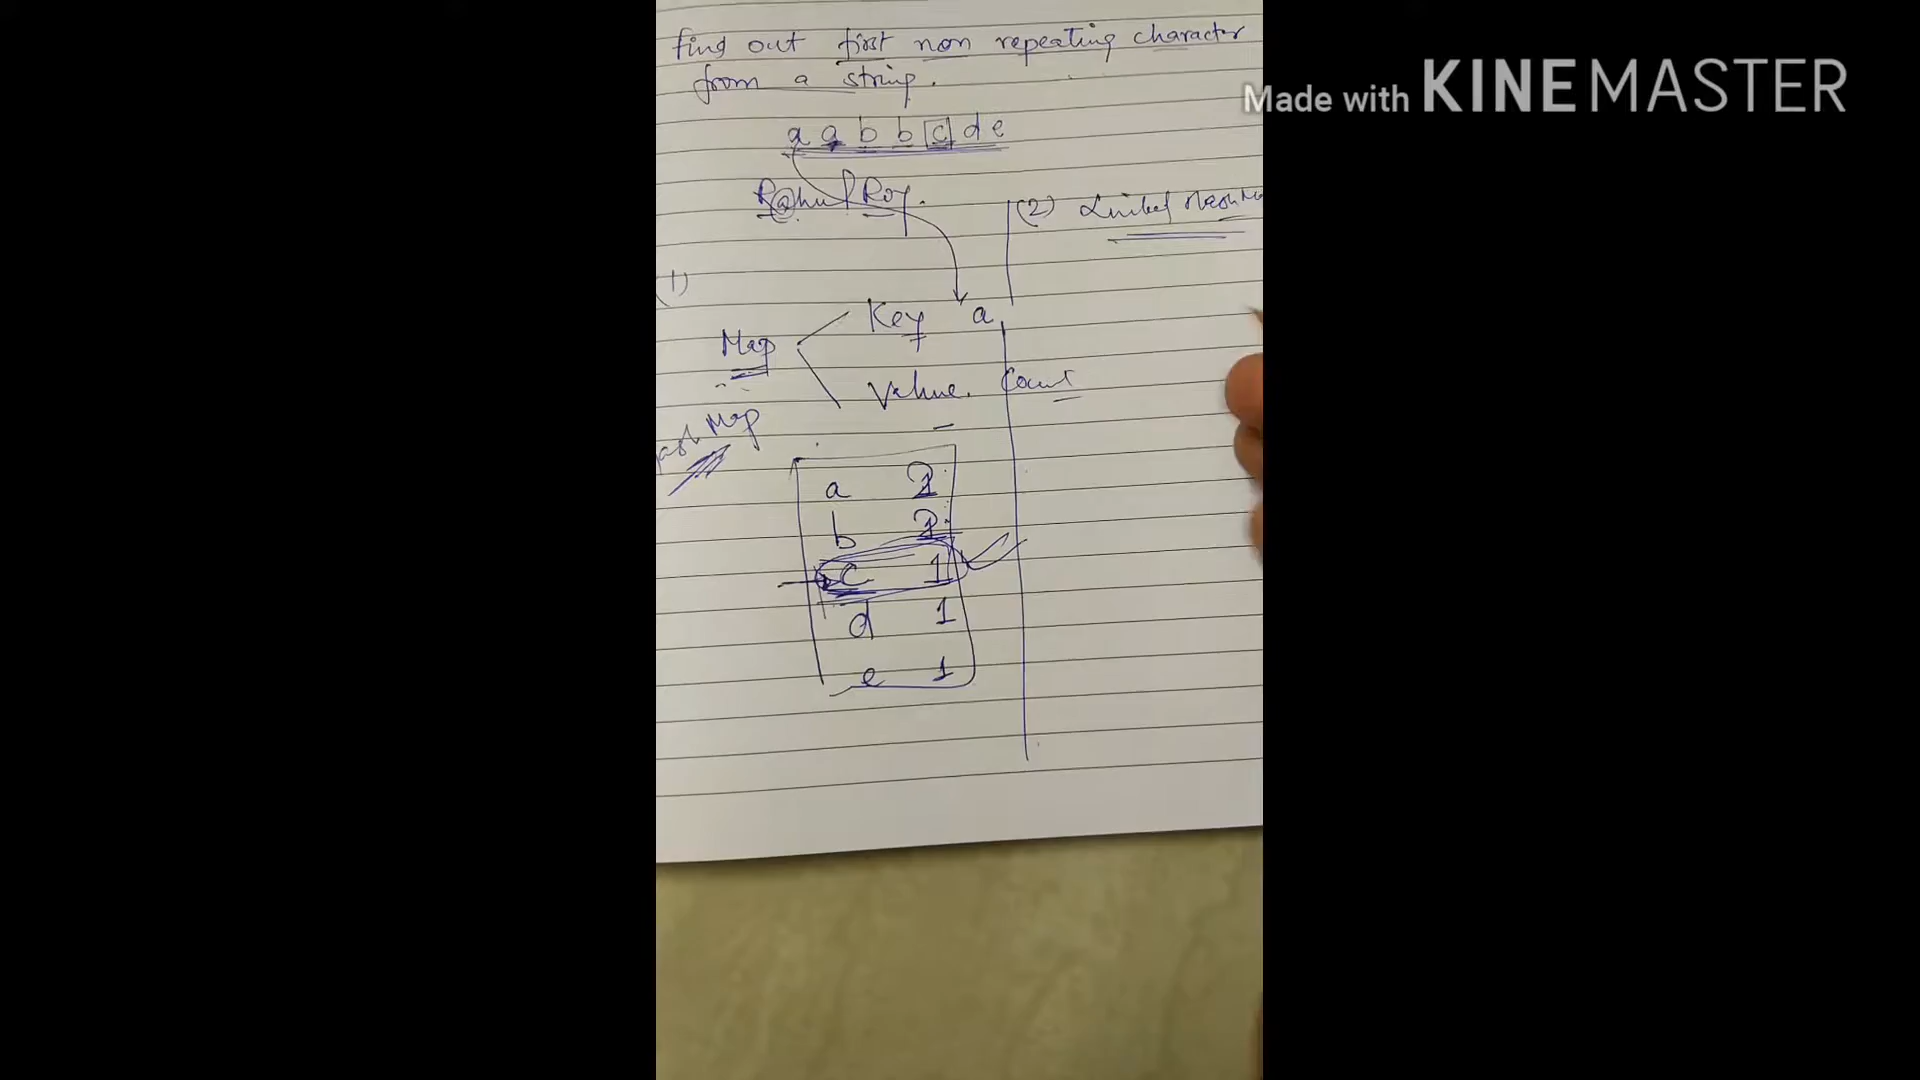 find out first non repeating character
from a string.
Made with KINEMASTER
a a b b c d e
Rahul Roy.
(2) Linked HashMa
(1)
Key a
Map
Value. Count
Map
a 2
b 2
c 1
d 1
e 1